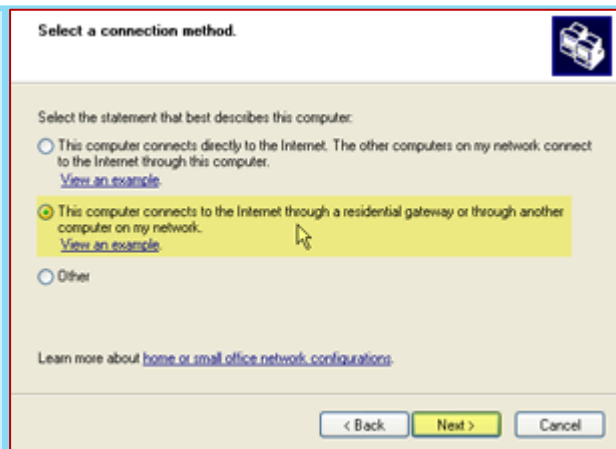 Select a connection method.
Select the statement that best describes this computer:
This computer connects directly to the Internet. The other computers on my network connect
to the Internet through this computer.
View an example.
This computer connects to the Internet through a residential gateway or through another
computer on my network.
View an example.
Other
Learn more about home or small office network configurations.
< Back
Next >
Cancel